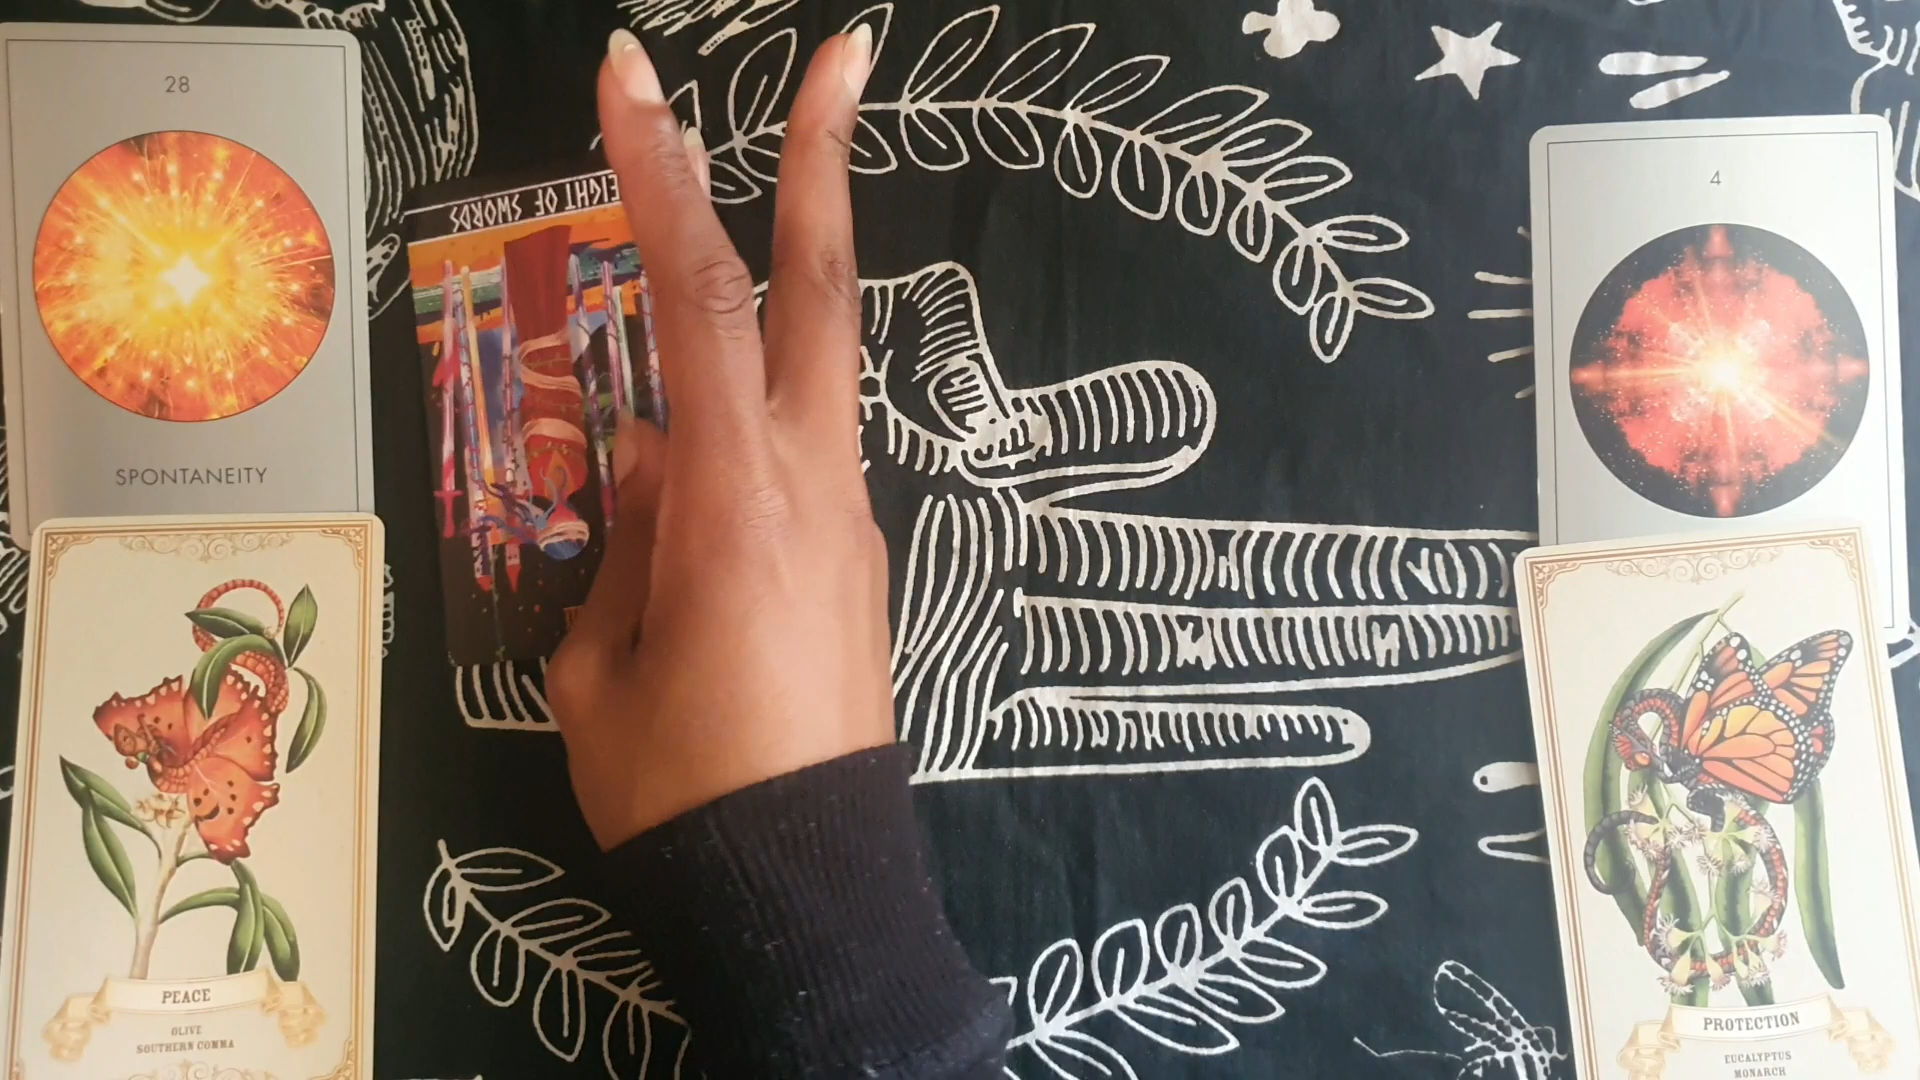 28
SPONTANEITY
EIGHT OF SWORDS
PEACE
OLIVE
SOUTHERN COMMA
4
PROTECTION
EUCALYPTUS
MONARCH